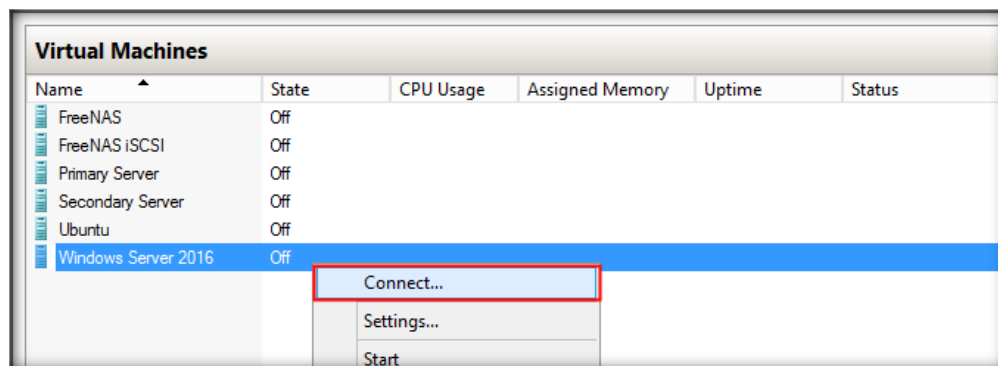 Virtual Machines
Name State CPU Usage Assigned Memory Uptime Status
FreeNAS Off
FreeNAS iSCSI Off
Primary Server Off
Secondary Server Off
Ubuntu Off
Windows Server 2016 Off
Connect...
Settings...
Start